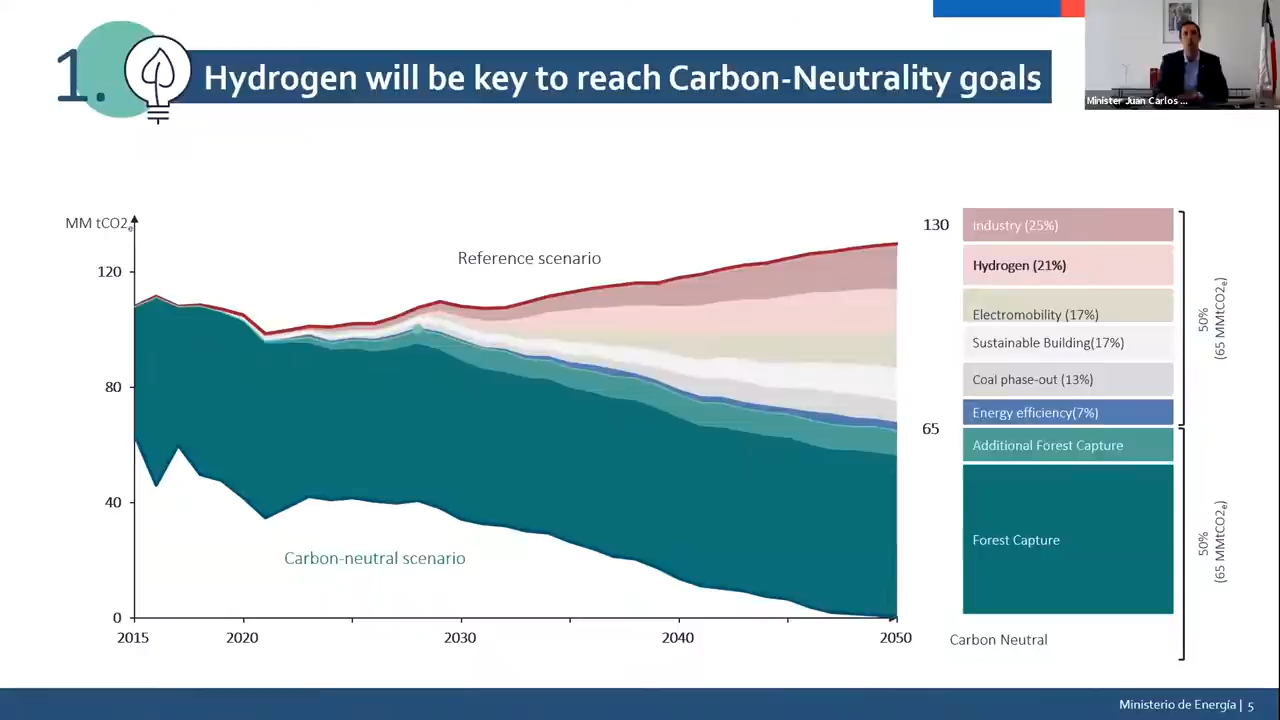 1.
Hydrogen will be key to reach Carbon-Neutrality goals
Minister Juan Carlos ...
MM tCO2e
120
80
40
0
2015
2020
2030
2040
2050
Reference scenario
Carbon-neutral scenario
130
65
Industry (25%)
Hydrogen (21%)
Electromobility (17%)
Sustainable Building(17%)
Coal phase-out (13%)
Energy efficiency(7%)
Additional Forest Capture
Forest Capture
Carbon Neutral
50%
(65 MMtCO2e)
50%
(65 MMtCO2e)
Ministerio de Energía | 5